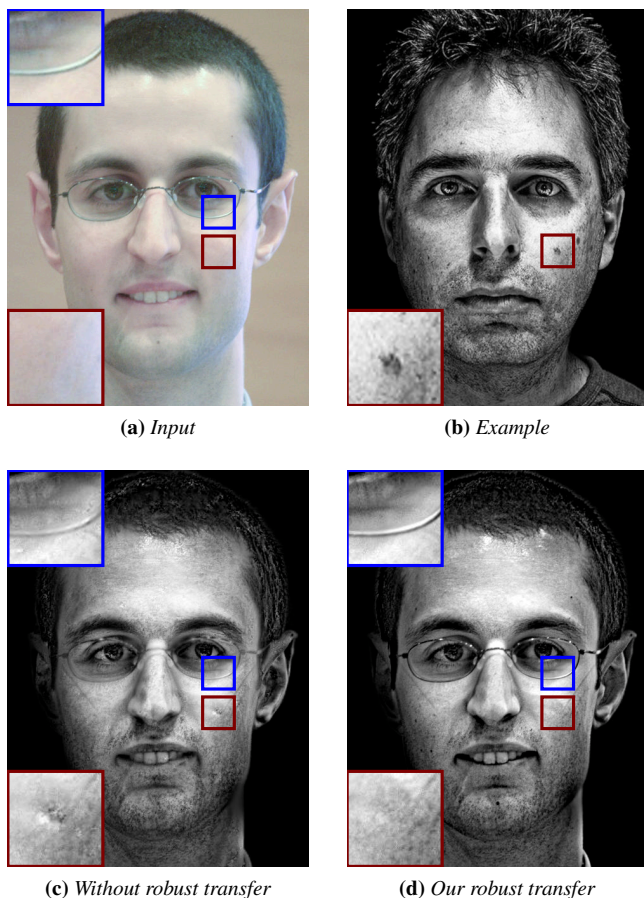 (a) Input
(b) Example
(c) Without robust transfer
(d) Our robust transfer